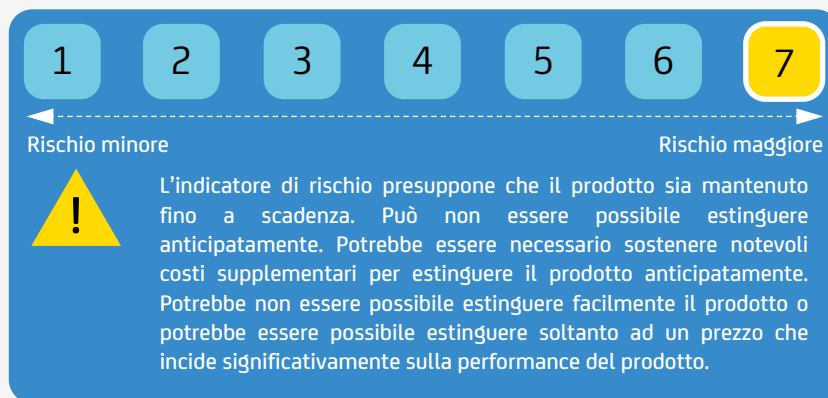 1 2 3 4 5 6 7
Rischio minore Rischio maggiore
!
L'indicatore di rischio presuppone che il prodotto sia mantenuto
fino a scadenza. Può non essere possibile estinguere
anticipatamente. Potrebbe essere necessario sostenere notevoli
costi supplementari per estinguere il prodotto anticipatamente.
Potrebbe non essere possibile estinguere facilmente il prodotto o
potrebbe essere possibile estinguere soltanto ad un prezzo che
incide significativamente sulla performance del prodotto.